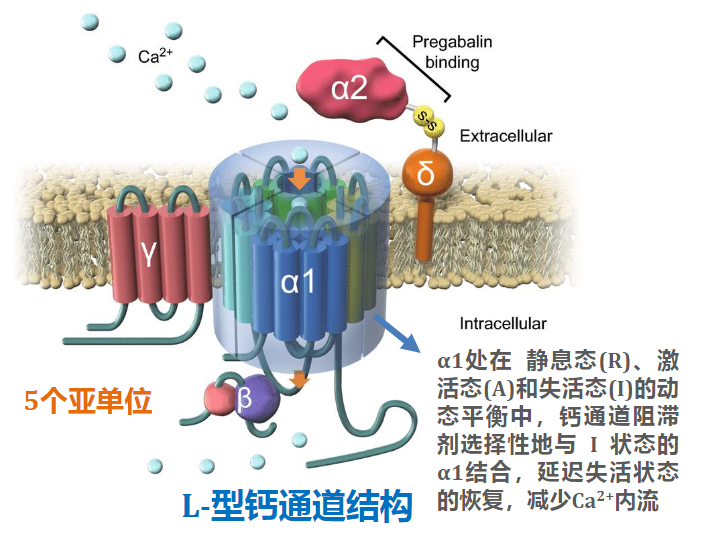 Ca²⁺
Pregabalin
binding
α2
S-S
Extracellular
δ
γ
α1
Intracellular
β
5个亚单位
α1处在 静息态(R)、激
活态(A)和失活态(I)的动
态平衡中，钙通道阻滞
剂选择性地与 I 状态的
α1结合，延迟失活状态
的恢复，减少Ca²⁺内流
L-型钙通道结构